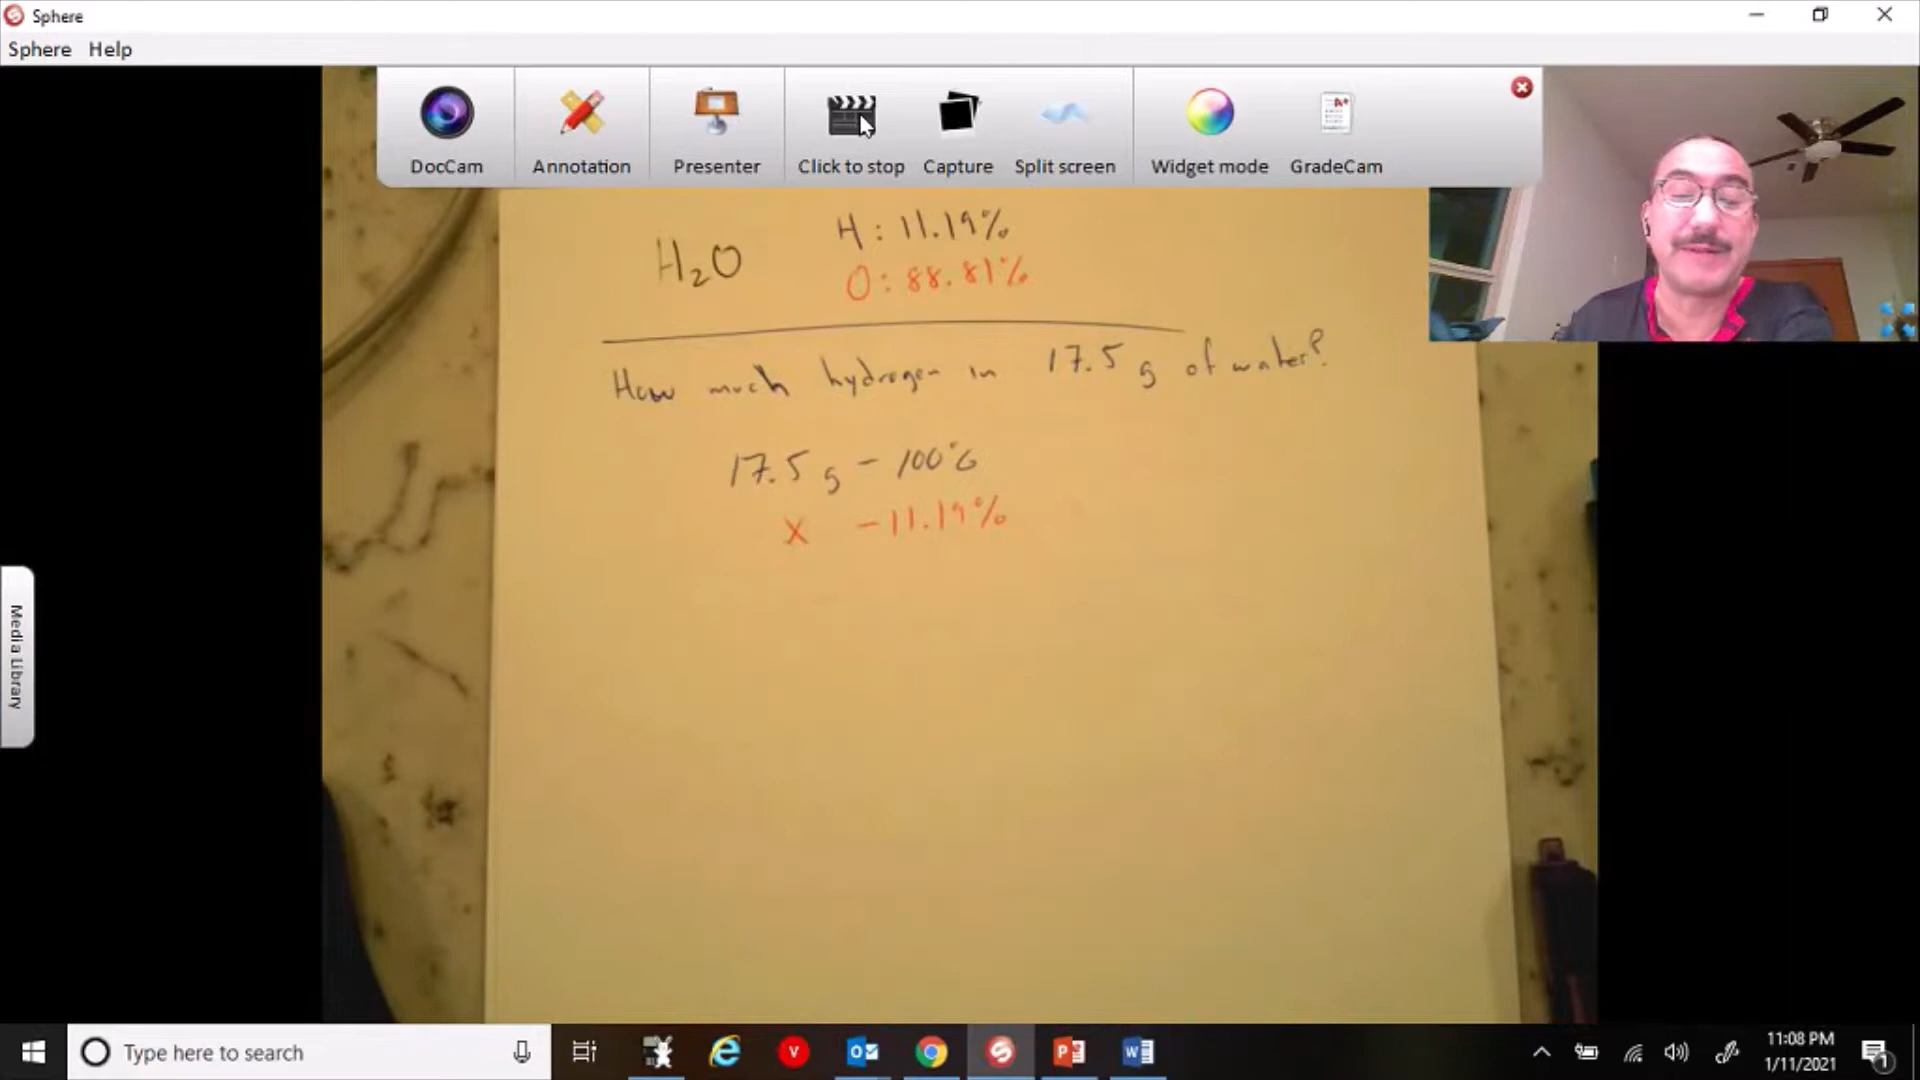 Sphere
Sphere Help
DocCam Annotation Presenter Click to stop Capture Split screen Widget mode GradeCam
A+
H₂O
H : 11.19%
O : 88.81%
How much hydrogen in 17.5 g of water?
17.5 g - 100%
x - 11.19%
Media Library
Type here to search
11:08 PM
1/11/2021
1